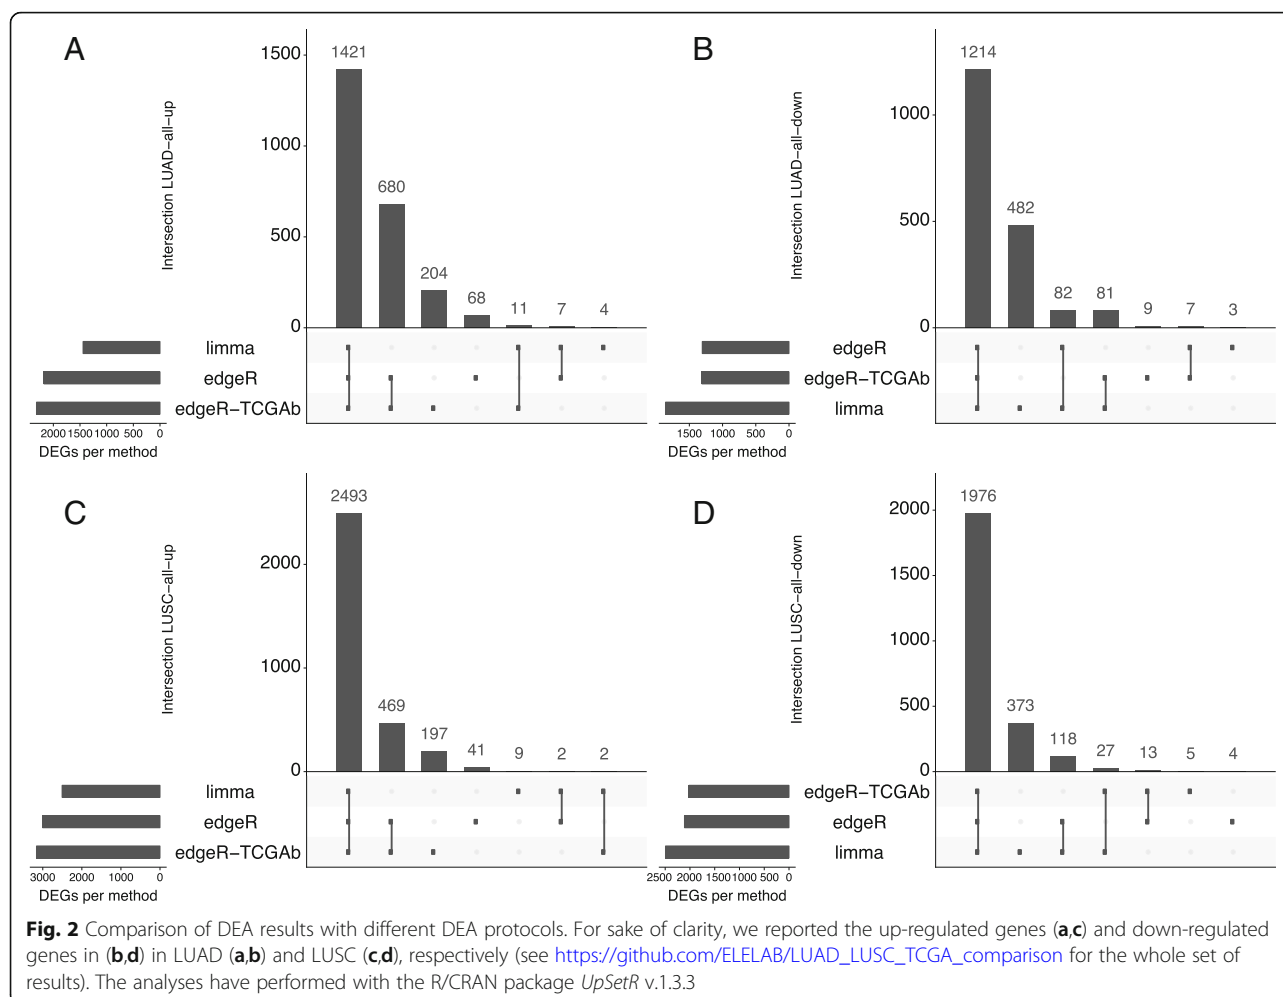 A
Intersection LUAD−all−up
1500
1000
500
0
1421
680
204
68
11
7
4
limma
edgeR
edgeR−TCGAb
2000 1500 1000 500 0
DEGs per method
B
Intersection LUAD−all−down
1000
500
0
1214
482
82
81
9
7
3
edgeR
edgeR−TCGAb
limma
1500 1000 500 0
DEGs per method
C
Intersection LUSC−all−up
2000
1000
0
2493
469
197
41
9
2
2
limma
edgeR
edgeR−TCGAb
3000 2000 1000 0
DEGs per method
D
Intersection LUSC−all−down
2000
1500
1000
500
0
1976
373
118
27
13
5
4
edgeR−TCGAb
edgeR
limma
2500 2000 1500 1000 500 0
DEGs per method
Fig. 2 Comparison of DEA results with different DEA protocols. For sake of clarity, we reported the up-regulated genes (a,c) and down-regulated
genes in (b,d) in LUAD (a,b) and LUSC (c,d), respectively (see https://github.com/ELELAB/LUAD_LUSC_TCGA_comparison for the whole set of
results). The analyses have performed with the R/CRAN package UpSetR v.1.3.3